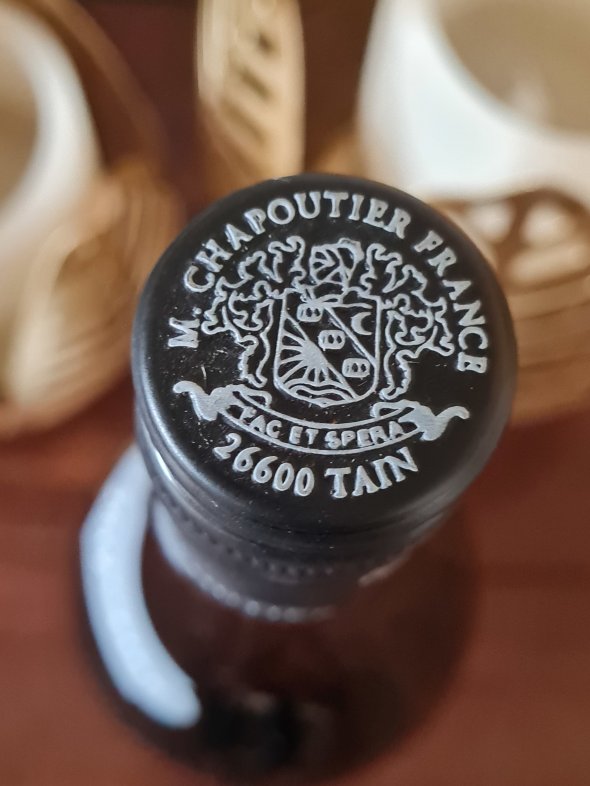 M. CHAPOUTIER FRANCE
FAC ET SPERA
26600 TAIN